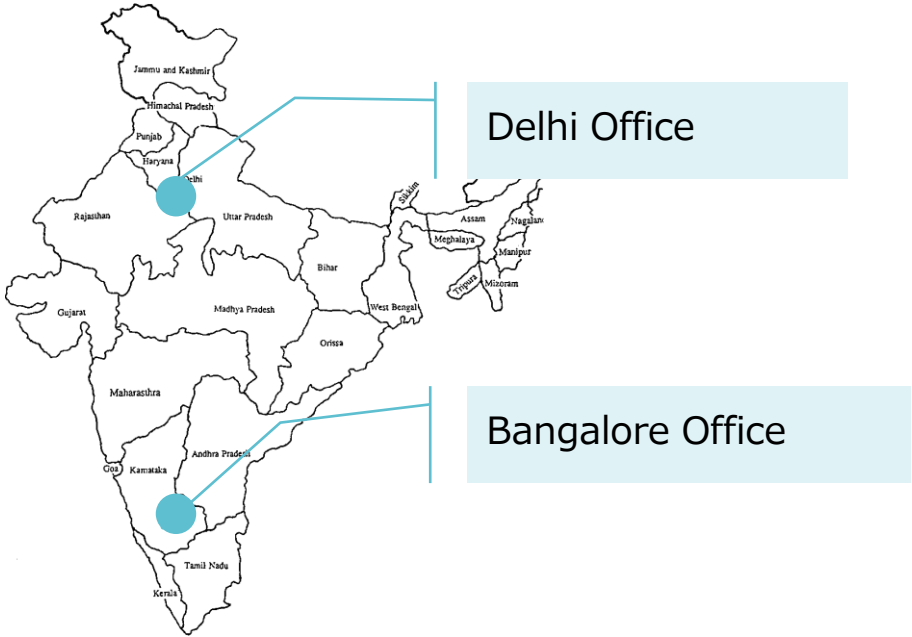 Jammu and Kashmir
Himachal Pradesh
Punjab
Haryana
Delhi
Delhi Office
Rajasthan
Uttar Pradesh
Sikkim
Assam
Nagaland
Meghalaya
Manipur
Bihar
Tripura
Mizoram
Gujarat
Madhya Pradesh
West Bengal
Orissa
Maharasthra
Bangalore Office
Andhra Pradesh
Goa
Karnataka
Tamil Nadu
Kerala